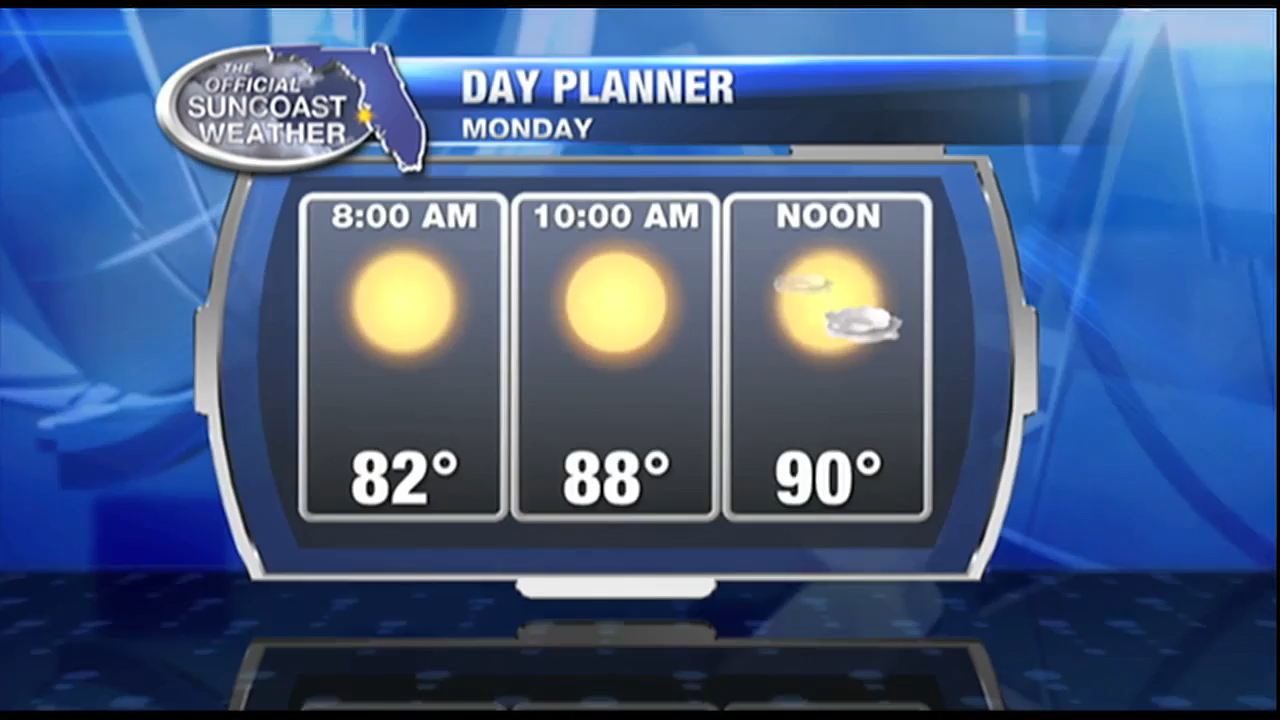 THE
OFFICIAL
SUNCOAST
WEATHER
DAY PLANNER
MONDAY
8:00 AM
10:00 AM
NOON
82°
88°
90°